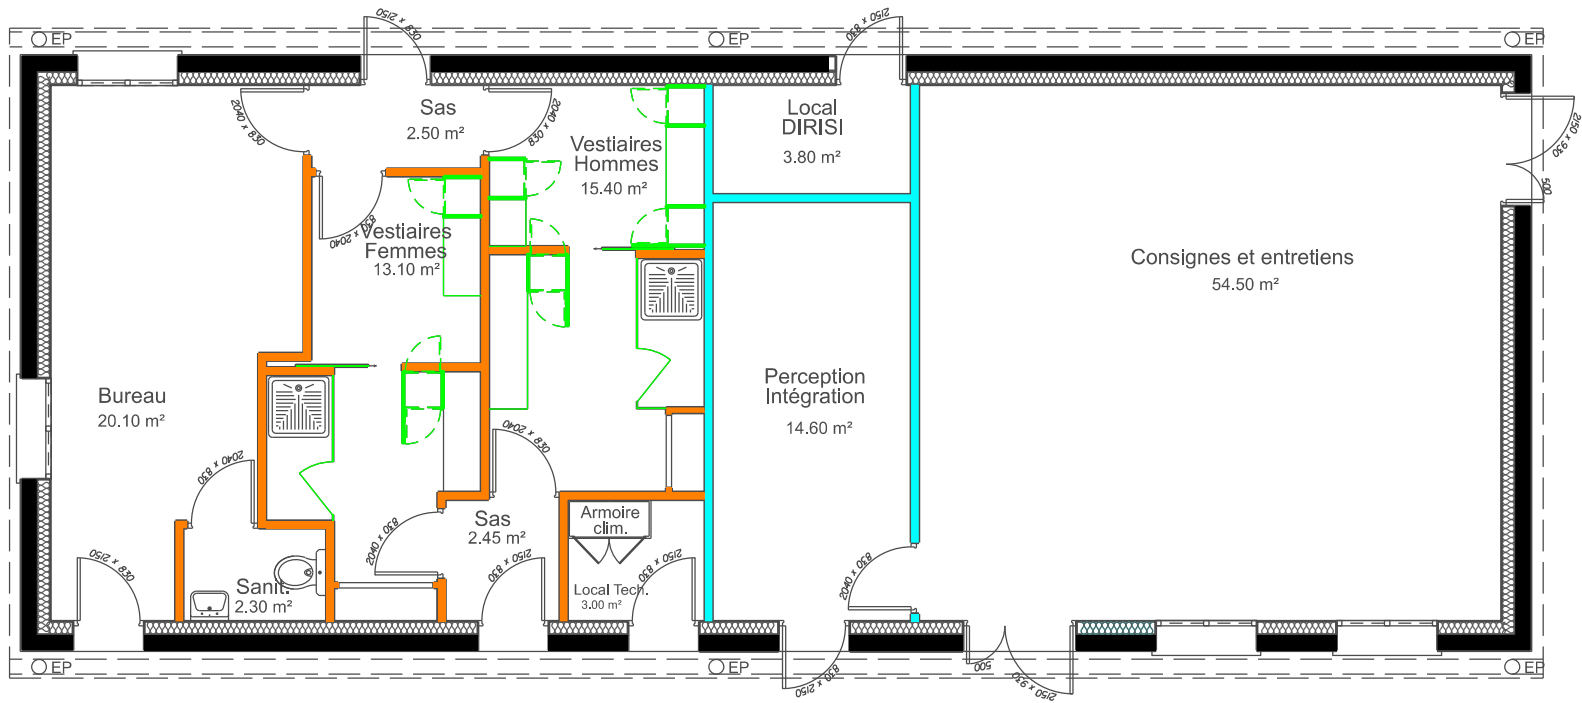 EP
EP
EP
2150 x 830
2150 x 830
2040 x 830
Sas
2.50 m²
2040 x 830
Vestiaires
Hommes
15.40 m²
Local
DIRISI
3.80 m²
2150 x 930
500
830 x 2040
Vestiaires
Femmes
13.10 m²
Consignes et entretiens
54.50 m²
Bureau
20.10 m²
Perception
Intégration
14.60 m²
2040 x 830
2040 x 830
Sas
2.45 m²
Armoire
clim.
2040 x 830
2040 x 830
2150 x 830
2150 x 830
2150 x 830
Sanit.
2.30 m²
Local Tech.
3.00 m²
830 x 2150
500
2150 x 930
EP
EP
EP